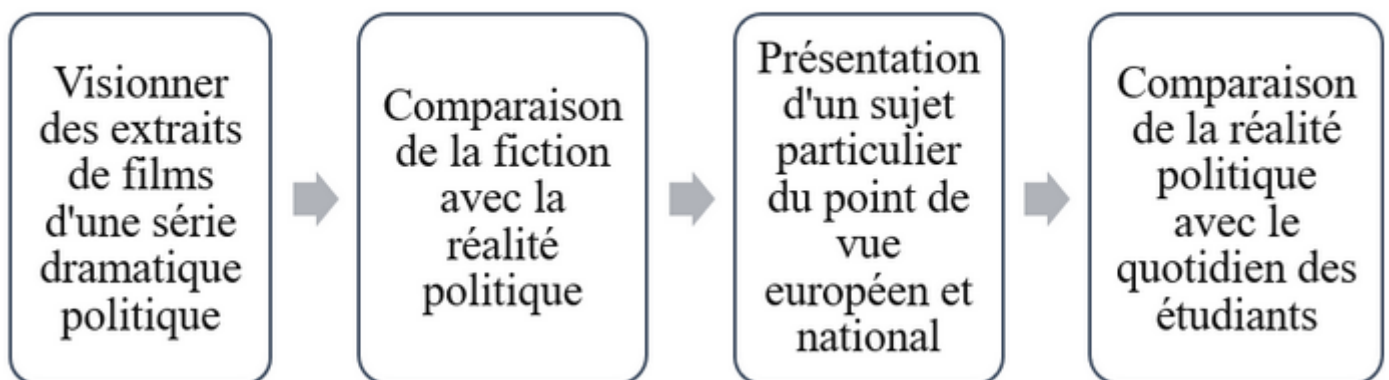 Visionner
des extraits
de films
d'une série
dramatique
politique
Comparaison
de la fiction
avec la
réalité
politique
Présentation
d'un sujet
particulier
du point de
vue
européen et
national
Comparaison
de la réalité
politique
avec le
quotidien des
étudiants